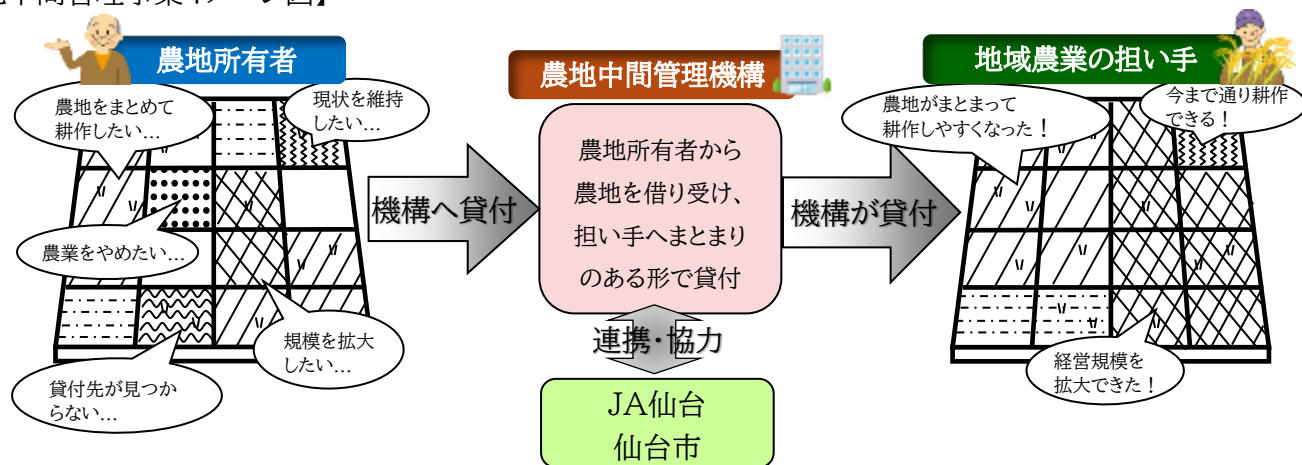 農地所有者
農地をまとめて
耕作したい…
現状を維持
したい…
農業をやめたい…
規模を拡大
したい…
貸付先が見つか
らない…
機構へ貸付
農地中間管理機構
農地所有者から
農地を借り受け、
担い手へまとまり
のある形で貸付
連携・協力
JA仙台
仙台市
機構が貸付
地域農業の担い手
農地がまとまって
耕作しやすくなった！
今まで通り耕作
できる！
経営規模を
拡大できた！